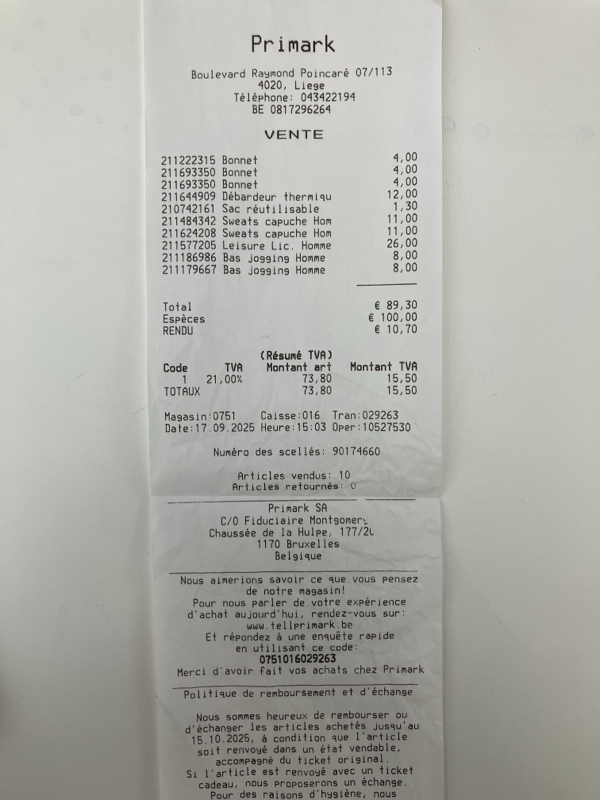 Primark
Boulevard Raymond Poincaré 07/113
4020, Liege
Téléphone: 043422194
BE 0817296264
VENTE
211222315 Bonnet 4,00
211693350 Bonnet 4,00
211693350 Bonnet 4,00
211644909 Débardeur thermiqu 12,00
210742161 Sac réutilisable 1,30
211484342 Sweats capuche Hom 11,00
211624208 Sweats capuche Hom 11,00
211577205 Leisure Lic. Homme 26,00
211186986 Bas jogging Homme 8,00
211179667 Bas jogging Homme 8,00
Total € 89,30
Espèces € 100,00
RENDU € 10,70
(Résumé TVA)
Code TVA Montant art Montant TVA
1 21,00% 73,80 15,50
TOTAUX 73,80 15,50
Magasin:0751 Caisse:016 Tran:029263
Date:17.09.2025 Heure:15:03 Oper:10527530
Numéro des scellés: 90174660
Articles vendus: 10
Articles retournés: 0
Primark SA
C/O Fiduciaire Montgomery
Chaussée de la Hulpe, 177/20
1170 Bruxelles
Belgique
Nous aimerions savoir ce que vous pensez
de notre magasin!
Pour nous parler de votre expérience
d'achat aujourd'hui, rendez-vous sur:
www.tellprimark.be
Et répondez à une enquête rapide
en utilisant ce code:
0751016029263
Merci d'avoir fait vos achats chez Primark
Politique de remboursement et d'échange
Nous sommes heureux de rembourser ou
d'échanger les articles achetés jusqu'au
15.10.2025, à condition que l'article
soit renvoyé dans un état vendable,
accompagné du ticket original.
Si l'article est renvoyé avec un ticket
cadeau, nous proposerons un échange.
Pour des raisons d'hygiène, nous